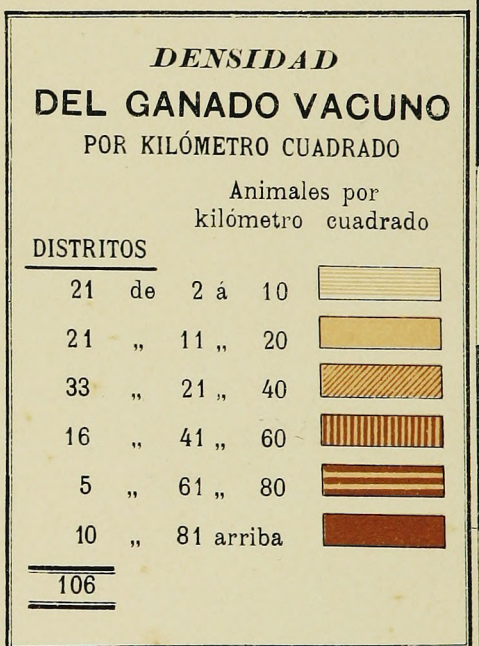 DENSIDAD
DEL GANADO VACUNO
POR KILÓMETRO CUADRADO
Animales por
kilómetro cuadrado
DISTRITOS
21 de 2 á 10
21 „ 11 „ 20
33 „ 21 „ 40
16 „ 41 „ 60
5 „ 61 „ 80
10 „ 81 arriba
106